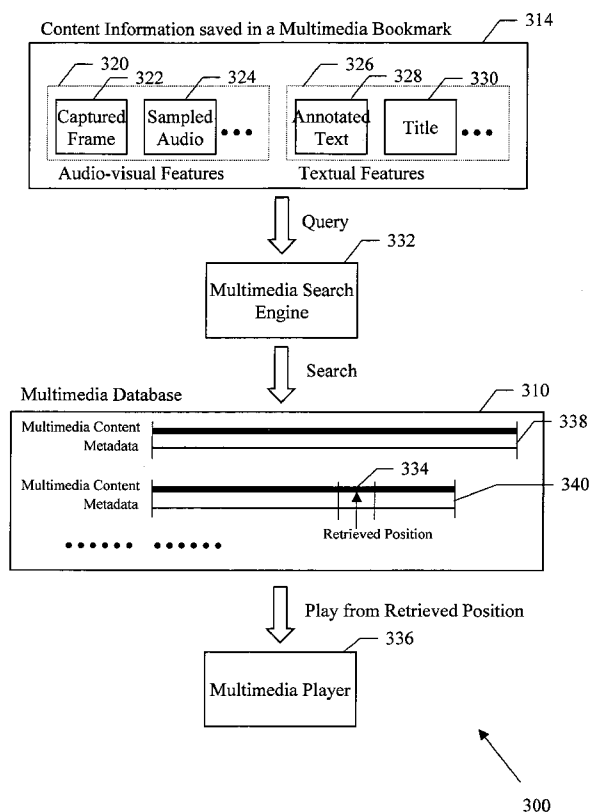 Content Information saved in a Multimedia Bookmark
314
320
322
324
326
328
330
Captured
Frame
Sampled
Audio
Annotated
Text
Title
Audio-visual Features
Textual Features
Query
332
Multimedia Search
Engine
Search
Multimedia Database
310
Multimedia Content
Metadata
338
Multimedia Content
Metadata
334
340
Retrieved Position
Play from Retrieved Position
336
Multimedia Player
300